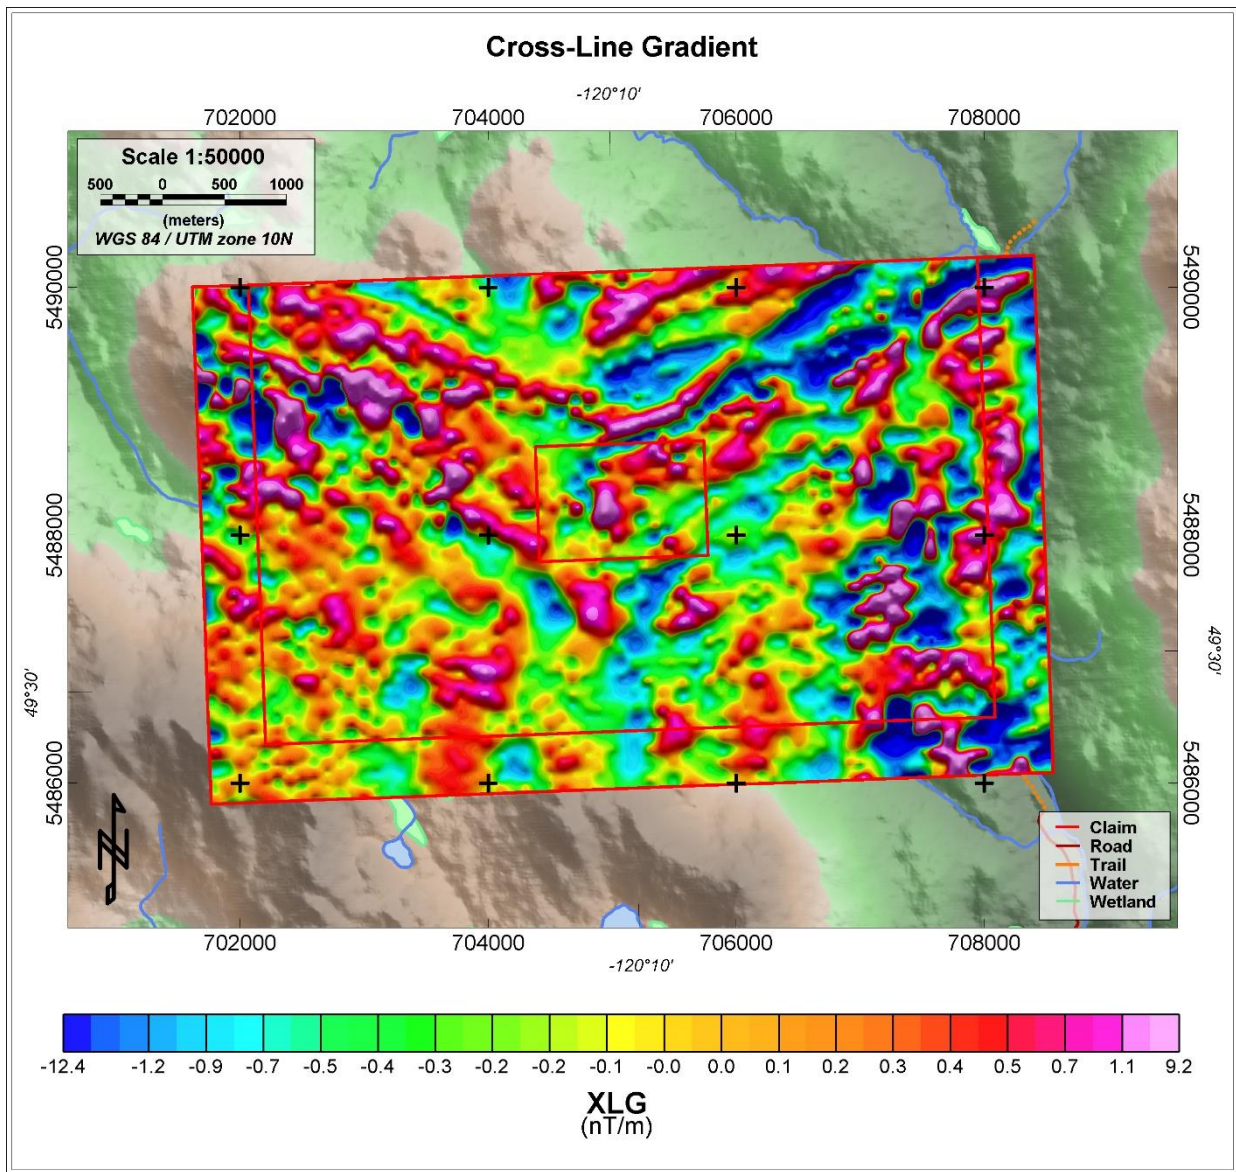 Cross-Line Gradient
-120°10'
702000 704000 706000 708000
Scale 1:50000
500 0 500 1000
(meters)
WGS 84 / UTM zone 10N
5490000 5490000
5488000 5488000
49°30' 49°30'
5486000 5486000
Claim
Road
Trail
Water
Wetland
702000 704000 706000 708000
-120°10'
-12.4 -1.2 -0.9 -0.7 -0.5 -0.4 -0.3 -0.2 -0.2 -0.1 -0.0 0.0 0.1 0.2 0.3 0.4 0.5 0.7 1.1 9.2
XLG
(nT/m)